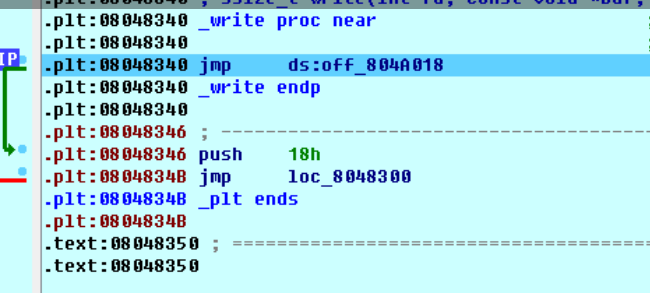 .plt:08048340 ; ssize_t write(int fd, const void *buf,
.plt:08048340 _write proc near ;
.plt:08048340 ;
IP .plt:08048340 jmp ds:off_804A018
.plt:08048340 _write endp
.plt:08048340
.plt:08048346 ; ---------------------------------------------
.plt:08048346 push 18h
.plt:0804834B jmp loc_8048300
.plt:0804834B _plt ends
.plt:0804834B
.text:08048350 ; =============================================
.text:08048350